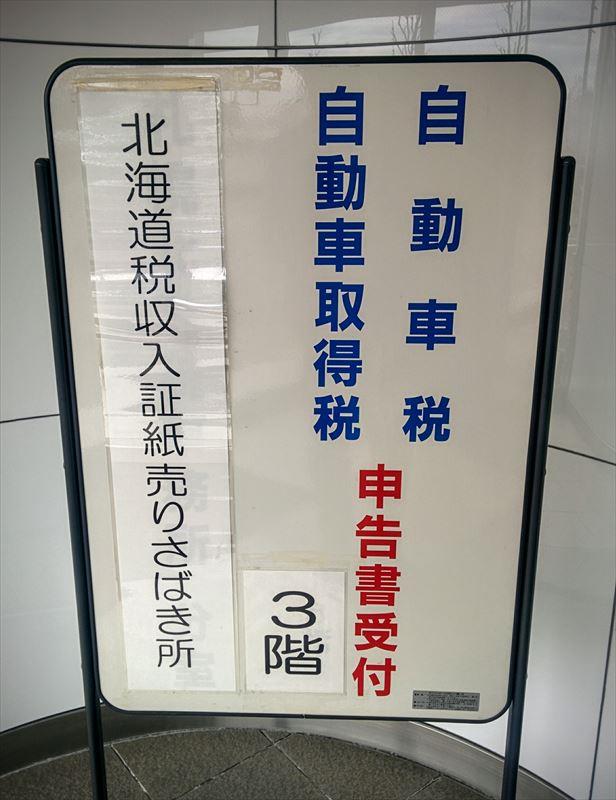 自動車税
自動車取得税
申告書受付
3階
北海道税収入証紙売りさばき所